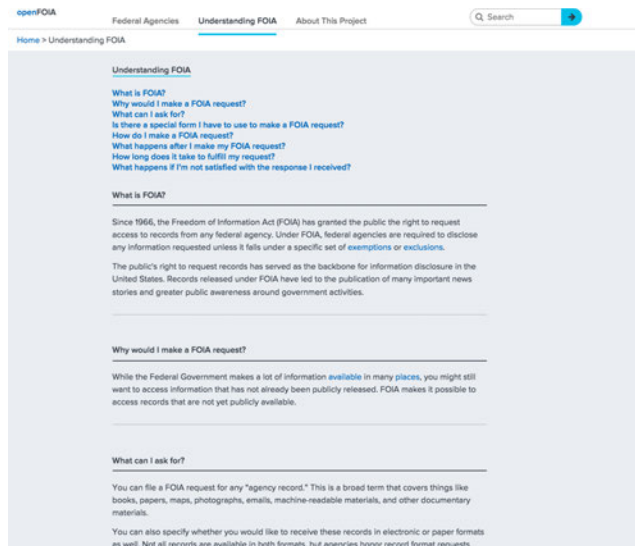 openFOIA
Federal Agencies
Understanding FOIA
About This Project
Search
Home > Understanding FOIA
Understanding FOIA
What is FOIA?
Why would I make a FOIA request?
What can I ask for?
Is there a special form I have to use to make a FOIA request?
How do I make a FOIA request?
What happens after I make my FOIA request?
How long does it take to fulfill my request?
What happens if I'm not satisfied with the response I received?
What is FOIA?
Since 1966, the Freedom of Information Act (FOIA) has granted the public the right to request
access to records from any federal agency. Under FOIA, federal agencies are required to disclose
any information requested unless it falls under a specific set of exemptions or exclusions.
The public's right to request records has served as the backbone for information disclosure in the
United States. Records released under FOIA have led to the publication of many important news
stories and greater public awareness around government activities.
Why would I make a FOIA request?
While the Federal Government makes a lot of information available in many places, you might still
want to access information that has not already been publicly released. FOIA makes it possible to
access records that are not yet publicly available.
What can I ask for?
You can file a FOIA request for any "agency record." This is a broad term that covers things like
books, papers, maps, photographs, emails, machine-readable materials, and other documentary
materials.
You can also specify whether you would like to receive these records in electronic or paper formats
as well. Not all records are available in both formats, but agencies honor record format requests